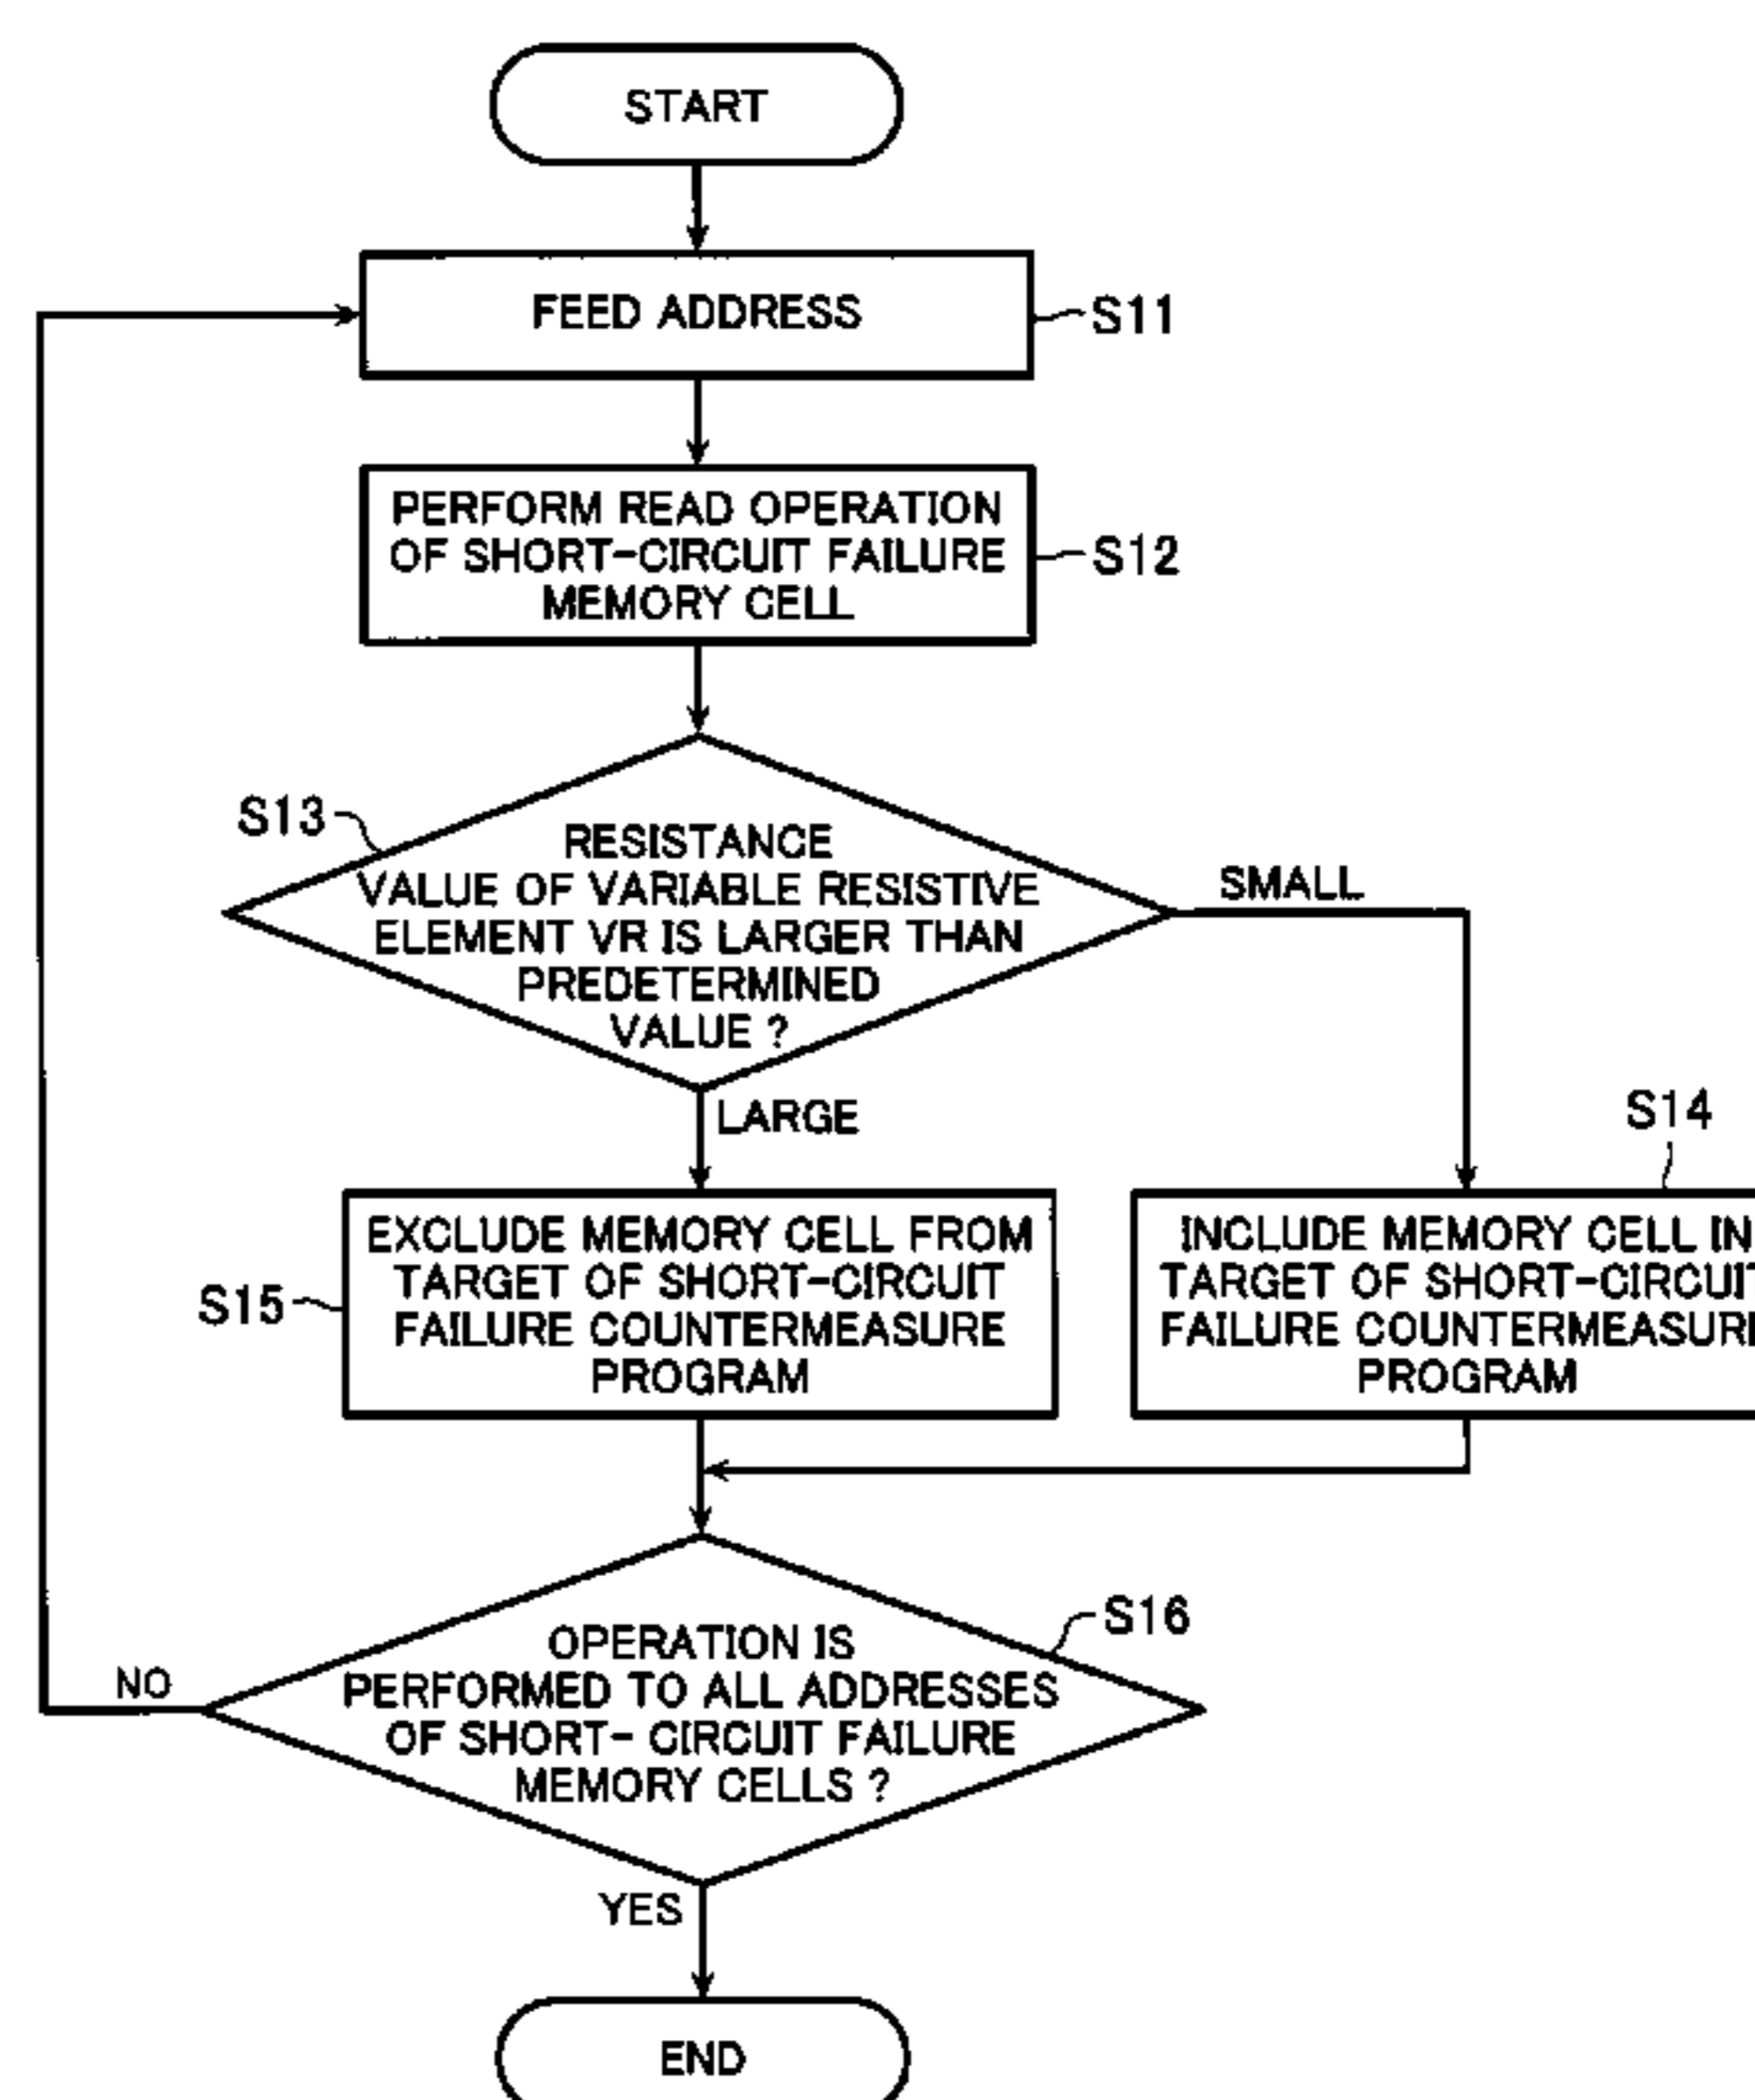 START
FEED ADDRESS
S11
PERFORM READ OPERATION
OF SHORT-CIRCUIT FAILURE
MEMORY CELL
S12
S13
RESISTANCE
VALUE OF VARIABLE RESISTIVE
ELEMENT VR IS LARGER THAN
PREDETERMINED
VALUE ?
SMALL
LARGE
S14
INCLUDE MEMORY CELL IN
TARGET OF SHORT-CIRCUIT
FAILURE COUNTERMEASURE
PROGRAM
S15
EXCLUDE MEMORY CELL FROM
TARGET OF SHORT-CIRCUIT
FAILURE COUNTERMEASURE
PROGRAM
S16
OPERATION IS
PERFORMED TO ALL ADDRESSES
OF SHORT- CIRCUIT FAILURE
MEMORY CELLS ?
NO
YES
END